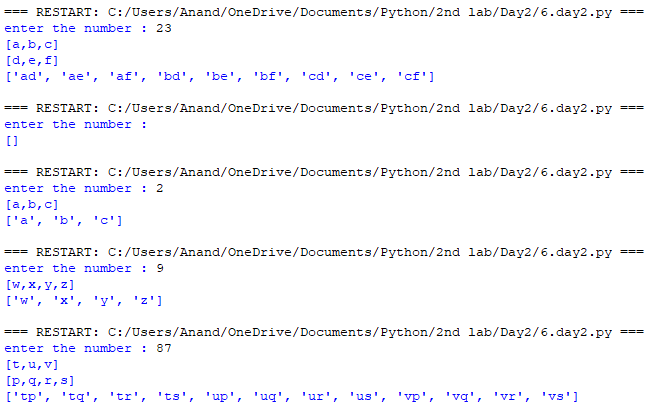 === RESTART: C:/Users/Anand/OneDrive/Documents/Python/2nd lab/Day2/6.day2.py ===
enter the number : 23
[a,b,c]
[d,e,f]
['ad', 'ae', 'af', 'bd', 'be', 'bf', 'cd', 'ce', 'cf']
=== RESTART: C:/Users/Anand/OneDrive/Documents/Python/2nd lab/Day2/6.day2.py ===
enter the number :
[]
=== RESTART: C:/Users/Anand/OneDrive/Documents/Python/2nd lab/Day2/6.day2.py ===
enter the number : 2
[a,b,c]
['a', 'b', 'c']
=== RESTART: C:/Users/Anand/OneDrive/Documents/Python/2nd lab/Day2/6.day2.py ===
enter the number : 9
[w,x,y,z]
['w', 'x', 'y', 'z']
=== RESTART: C:/Users/Anand/OneDrive/Documents/Python/2nd lab/Day2/6.day2.py ===
enter the number : 87
[t,u,v]
[p,q,r,s]
['tp', 'tq', 'tr', 'ts', 'up', 'uq', 'ur', 'us', 'vp', 'vq', 'vr', 'vs']